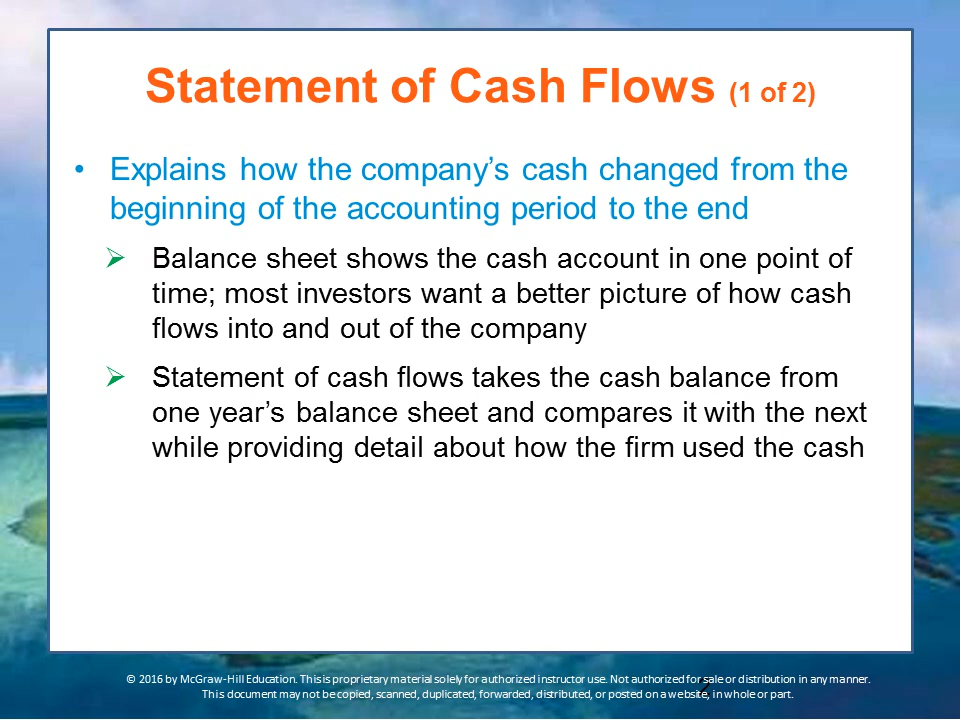 Statement of Cash Flows (1 of 2)
• Explains how the company’s cash changed from the
beginning of the accounting period to the end
➢ Balance sheet shows the cash account in one point of
time; most investors want a better picture of how cash
flows into and out of the company
➢ Statement of cash flows takes the cash balance from
one year’s balance sheet and compares it with the next
while providing detail about how the firm used the cash
© 2016 by McGraw-Hill Education. This is proprietary material solely for authorized instructor use. Not authorized for sale or distribution in any manner.
This document may not be copied, scanned, duplicated, forwarded, distributed, or posted on a website, in whole or part.